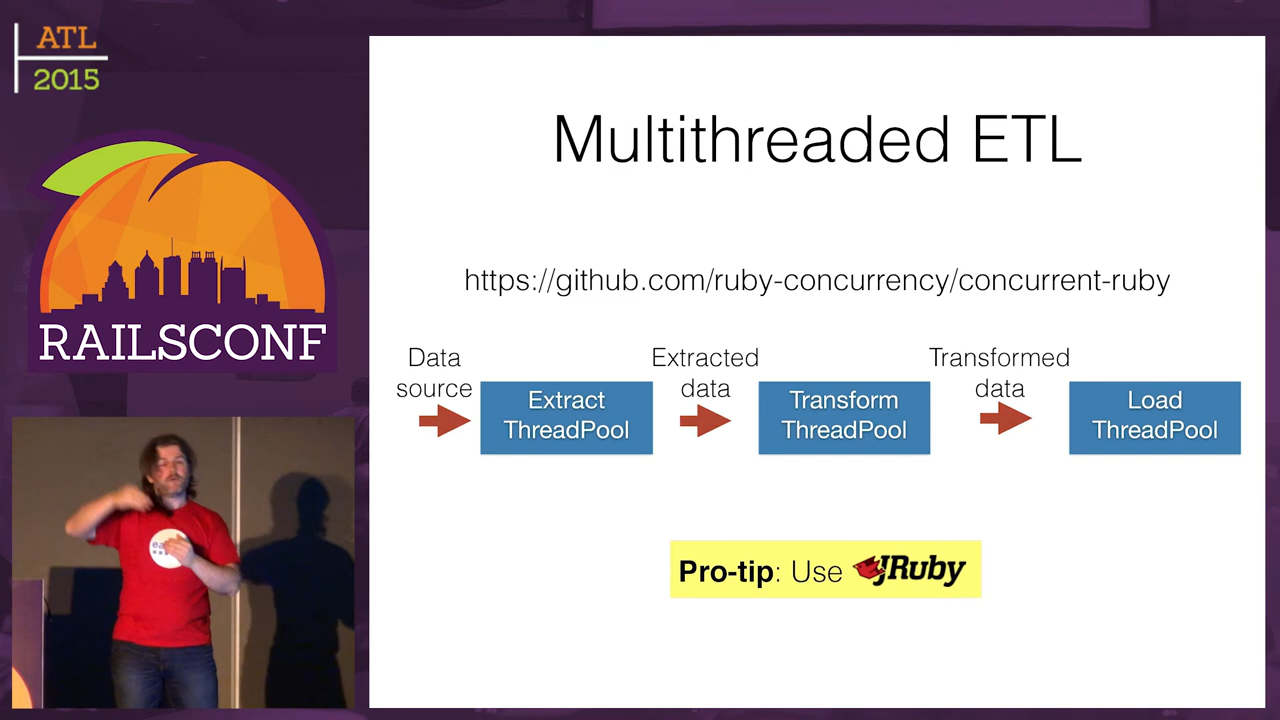 ATL
2015
RAILSCONF
Multithreaded ETL
https://github.com/ruby-concurrency/concurrent-ruby
Data
source
Extract
ThreadPool
Extracted
data
Transform
ThreadPool
Transformed
data
Load
ThreadPool
Pro-tip: Use JRuby